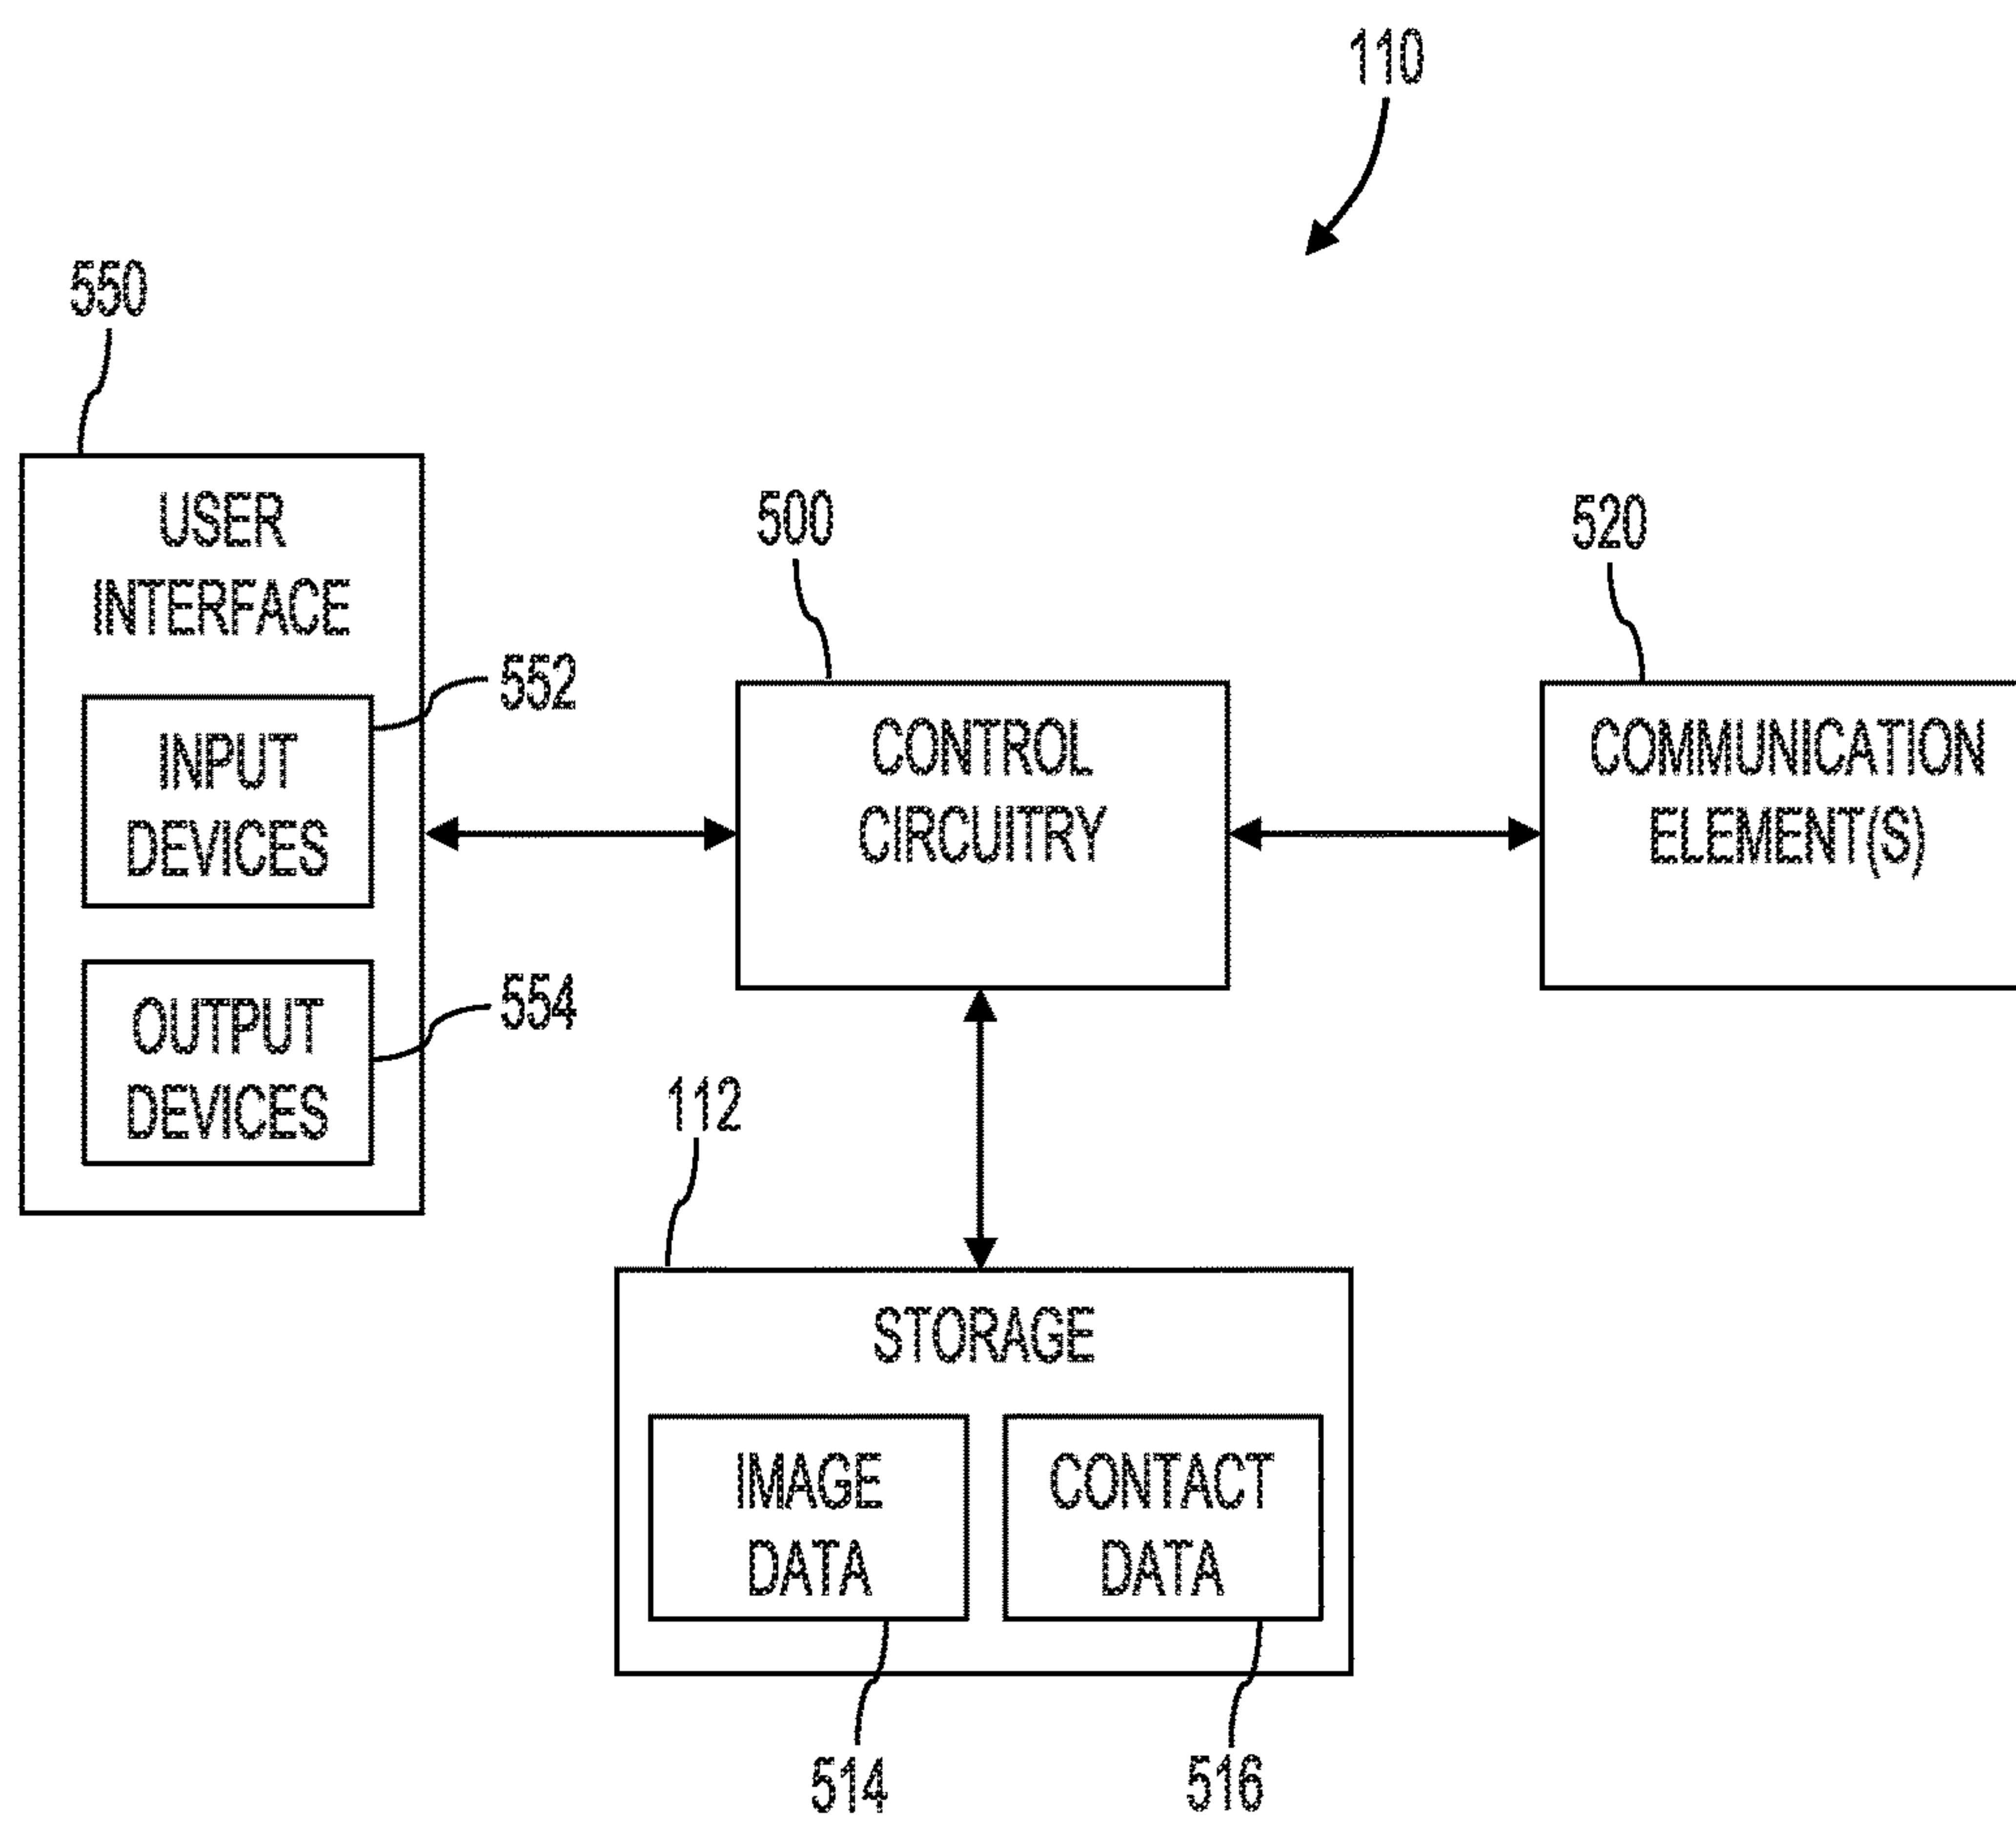 110
550
USER
INTERFACE
552
INPUT
DEVICES
554
OUTPUT
DEVICES
500
CONTROL
CIRCUITRY
520
COMMUNICATION
ELEMENT(S)
112
STORAGE
IMAGE
DATA
CONTACT
DATA
514
516